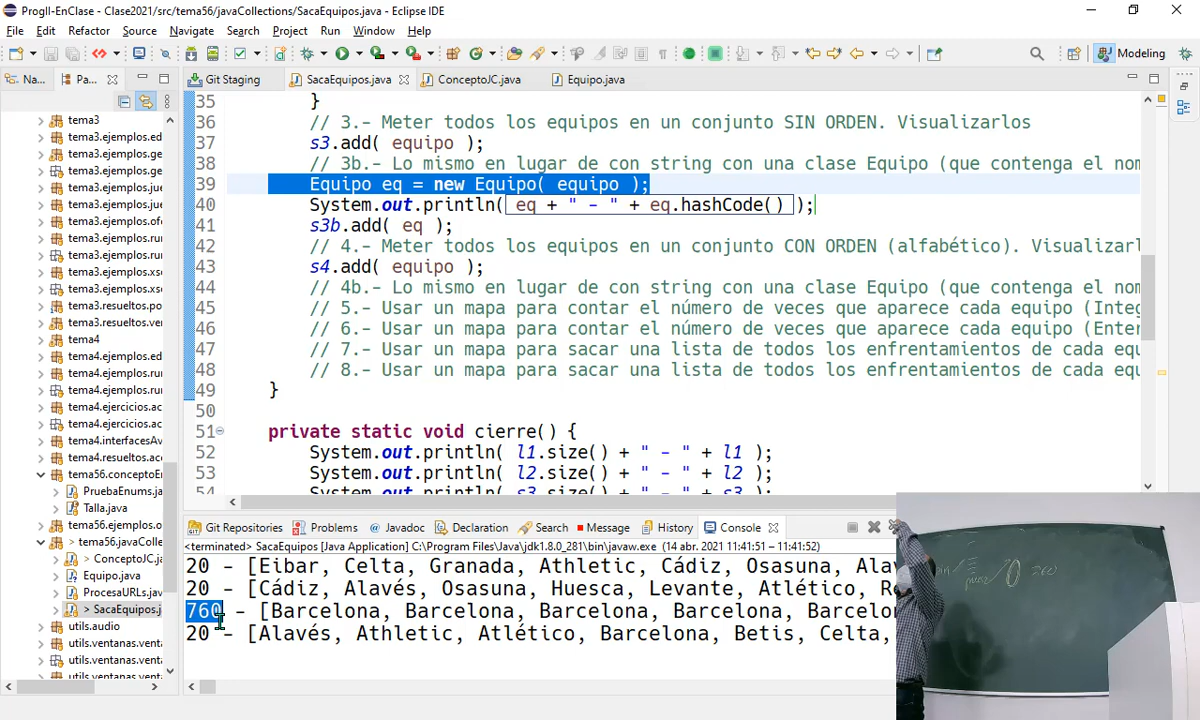 ProgII-EnClase - Clase2021/src/tema56/javaCollections/SacaEquipos.java - Eclipse IDE
File Edit Refactor Source Navigate Search Project Run Window Help
Modeling
Na... Pa...
Git Staging SacaEquipos.java ConceptoJC.java Equipo.java
tema3
tema3.ejemplos.ed
tema3.ejemplos.ge
tema3.ejemplos.ge
tema3.ejemplos.jue
tema3.ejemplos.jue
tema3.ejemplos.ru
tema3.ejemplos.ru
tema3.ejemplos.ru
tema3.ejemplos.xs
tema3.ejemplos.xs
tema3.resueltos.po
tema3.resueltos.ve
tema4
tema4.ejemplos.ed
tema4.ejemplos.ru
tema4.ejercicios.ac
tema4.ejercicios.ac
tema4.interfacesAv
tema4.resueltos.ac
tema56.conceptoE
PruebaEnums.ja
Talla.java
tema56.ejemplos.o
> tema56.javaColle
> ConceptoJC.ja
Equipo.java
ProcesaURLs.ja
> SacaEquipos.j
utils.audio
utils.ventanas.venta
utils.ventanas.venta
utils.ventanas.venta
35 }
36 // 3.- Meter todos los equipos en un conjunto SIN ORDEN. Visualizarlos
37 s3.add( equipo );
38 // 3b.- Lo mismo en lugar de con string con una clase Equipo (que contenga el nom
39 Equipo eq = new Equipo( equipo );
40 System.out.println( eq + " - " + eq.hashCode() );
41 s3b.add( eq );
42 // 4.- Meter todos los equipos en un conjunto CON ORDEN (alfabético). Visualizarl
43 s4.add( equipo );
44 // 4b.- Lo mismo en lugar de con string con una clase Equipo (que contenga el nom
45 // 5.- Usar un mapa para contar el número de veces que aparece cada equipo (Integ
46 // 6.- Usar un mapa para contar el número de veces que aparece cada equipo (Enter
47 // 7.- Usar un mapa para sacar una lista de todos los enfrentamientos de cada equ
48 // 8.- Usar un mapa para sacar una lista de todos los enfrentamientos de cada equ
49 }
50
51 private static void cierre() {
52 System.out.println( l1.size() + " - " + l1 );
53 System.out.println( l2.size() + " - " + l2 );
54 System.out.println( s3.size() + " - " + s3 );
Git Repositories Problems Javadoc Declaration Search Message History Console
<terminated> SacaEquipos [Java Application] C:\Program Files\Java\jdk1.8.0_281\bin\javaw.exe (14 abr. 2021 11:41:51 – 11:41:52)
20 - [Eibar, Celta, Granada, Athletic, Cádiz, Osasuna, Alav
20 - [Cádiz, Alavés, Osasuna, Huesca, Levante, Atlético, R
760 - [Barcelona, Barcelona, Barcelona, Barcelona, Barcelon
20 - [Alavés, Athletic, Atlético, Barcelona, Betis, Celta,